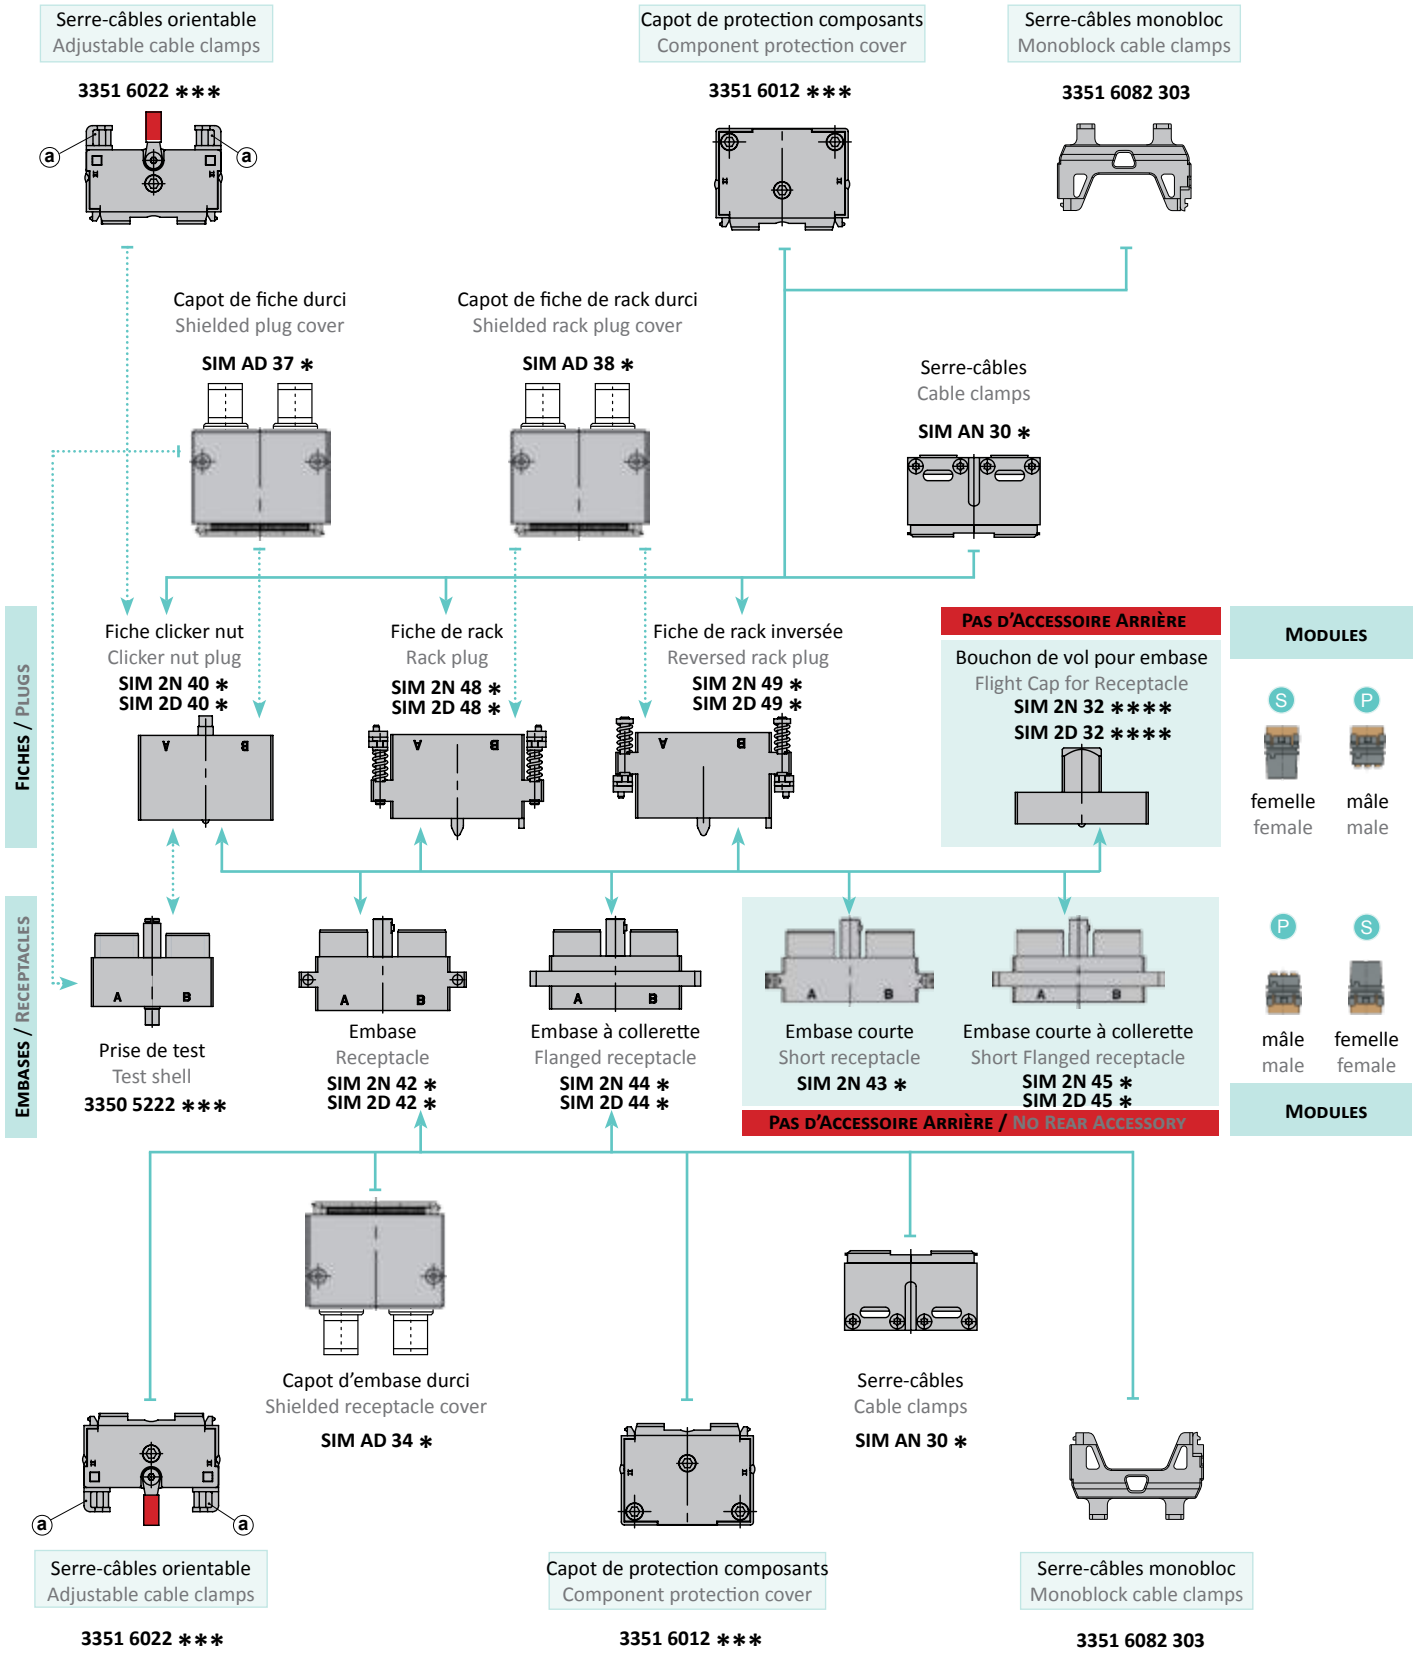 Serre-câbles orientable
Adjustable cable clamps
3351 6022 ***
a
a
Capot de protection composants
Component protection cover
3351 6012 ***
Serre-câbles monobloc
Monoblock cable clamps
3351 6082 303
Capot de fiche durci
Shielded plug cover
SIM AD 37 *
Capot de fiche de rack durci
Shielded rack plug cover
SIM AD 38 *
Serre-câbles
Cable clamps
SIM AN 30 *
FICHES / PLUGS
Fiche clicker nut
Clicker nut plug
SIM 2N 40 *
SIM 2D 40 *
A B
Fiche de rack
Rack plug
SIM 2N 48 *
SIM 2D 48 *
A B
Fiche de rack inversée
Reversed rack plug
SIM 2N 49 *
SIM 2D 49 *
A B
PAS D'ACCESSOIRE ARRIÈRE
Bouchon de vol pour embase
Flight Cap for Receptacle
SIM 2N 32 ****
SIM 2D 32 ****
MODULES
S P
femelle mâle
female male
EMBASES / RECEPTACLES
A B
Prise de test
Test shell
3350 5222 ***
A B
Embase
Receptacle
SIM 2N 42 *
SIM 2D 42 *
A B
Embase à collerette
Flanged receptacle
SIM 2N 44 *
SIM 2D 44 *
A B
Embase courte
Short receptacle
SIM 2N 43 *
A B
Embase courte à collerette
Short Flanged receptacle
SIM 2N 45 *
SIM 2D 45 *
PAS D'ACCESSOIRE ARRIÈRE / NO REAR ACCESSORY
P S
mâle femelle
male female
MODULES
Capot d'embase durci
Shielded receptacle cover
SIM AD 34 *
Serre-câbles
Cable clamps
SIM AN 30 *
a
a
Serre-câbles orientable
Adjustable cable clamps
3351 6022 ***
Capot de protection composants
Component protection cover
3351 6012 ***
Serre-câbles monobloc
Monoblock cable clamps
3351 6082 303